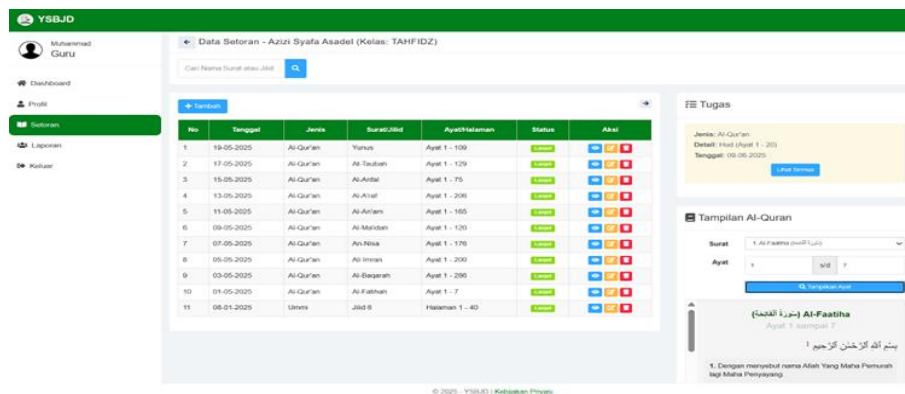 YSBJD
Muhammad
Guru
Dashboard
Profil
Setoran
Laporan
Keluar
Data Setoran - Azizi Syafa Asadel (Kelas: TAHFIDZ)
Cari Nama Surat atau Jilid
Tambah
No Tanggal Jenis Surat/Jilid Ayat/Halaman Status Aksi
1 19-05-2025 Al-Qur'an Yunus Ayat 1 - 109 Lanjut
2 17-05-2025 Al-Qur'an At-Taubah Ayat 1 - 129 Lanjut
3 15-05-2025 Al-Qur'an Al-Anfal Ayat 1 - 75 Lanjut
4 13-05-2025 Al-Qur'an Al-A'raf Ayat 1 - 206 Lanjut
5 11-05-2025 Al-Qur'an Al-An'am Ayat 1 - 165 Lanjut
6 09-05-2025 Al-Qur'an Al-Ma'idah Ayat 1 - 120 Lanjut
7 07-05-2025 Al-Qur'an An-Nisa Ayat 1 - 176 Lanjut
8 05-05-2025 Al-Qur'an Ali Imran Ayat 1 - 200 Lanjut
9 03-05-2025 Al-Qur'an Al-Baqarah Ayat 1 - 286 Lanjut
10 01-05-2025 Al-Qur'an Al-Fatihah Ayat 1 - 7 Lanjut
11 06-01-2025 Ummi Jilid 6 Halaman 1 - 40 Lanjut
Tugas
Jenis: Al-Qur'an
Detail: Hud (Ayat 1 - 20)
Tanggal: 09-06-2025
Lihat Semua
Tampilan Al-Quran
Surat 1. Al-Faatiha (سُورَةُ ٱلْفَاتِحَةِ)
Ayat 1 s/d 7
Tampilkan Ayat
Al-Faatiha (سُورَةُ ٱلْفَاتِحَةِ)
Ayat 1 sampai 7
بِسْمِ ٱللَّهِ ٱلرَّحْمَٰنِ ٱلرَّحِيمِ 1
1. Dengan menyebut nama Allah Yang Maha Pemurah
lagi Maha Penyayang.
© 2025 - YSBJD | Kebijakan Privasi